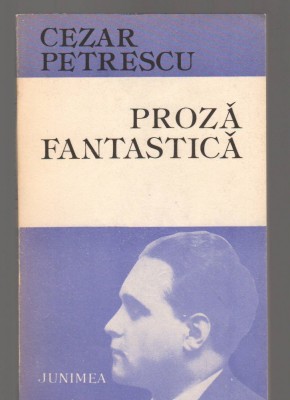 CEZAR
PETRESCU
PROZĂ
FANTASTICĂ
JUNIMEA